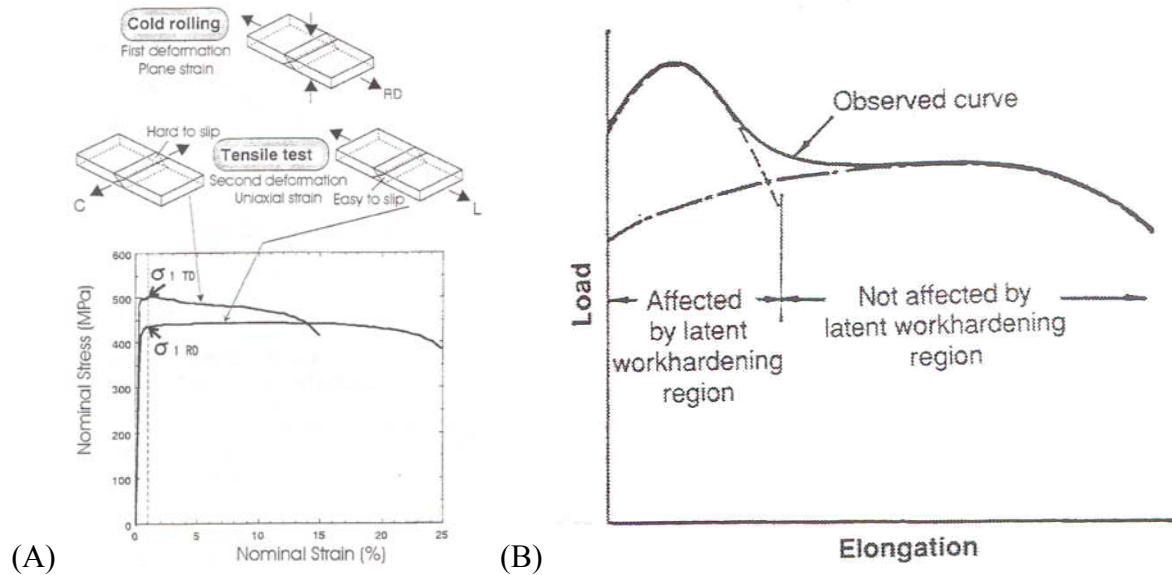 Cold rolling
First deformation
Plane strain
RD
Hard to slip
Tensile test
Second deformation
Uniaxial strain
Easy to slip
C
L
σ 1 TD
σ 1 RD
Nominal Stress (MPa)
600
500
400
300
200
100
0
0 5 10 15 20 25
Nominal Strain (%)
(A)
Observed curve
Load
Affected
by latent
workhardening
region
Not affected by
latent workhardening
region
Elongation
(B)